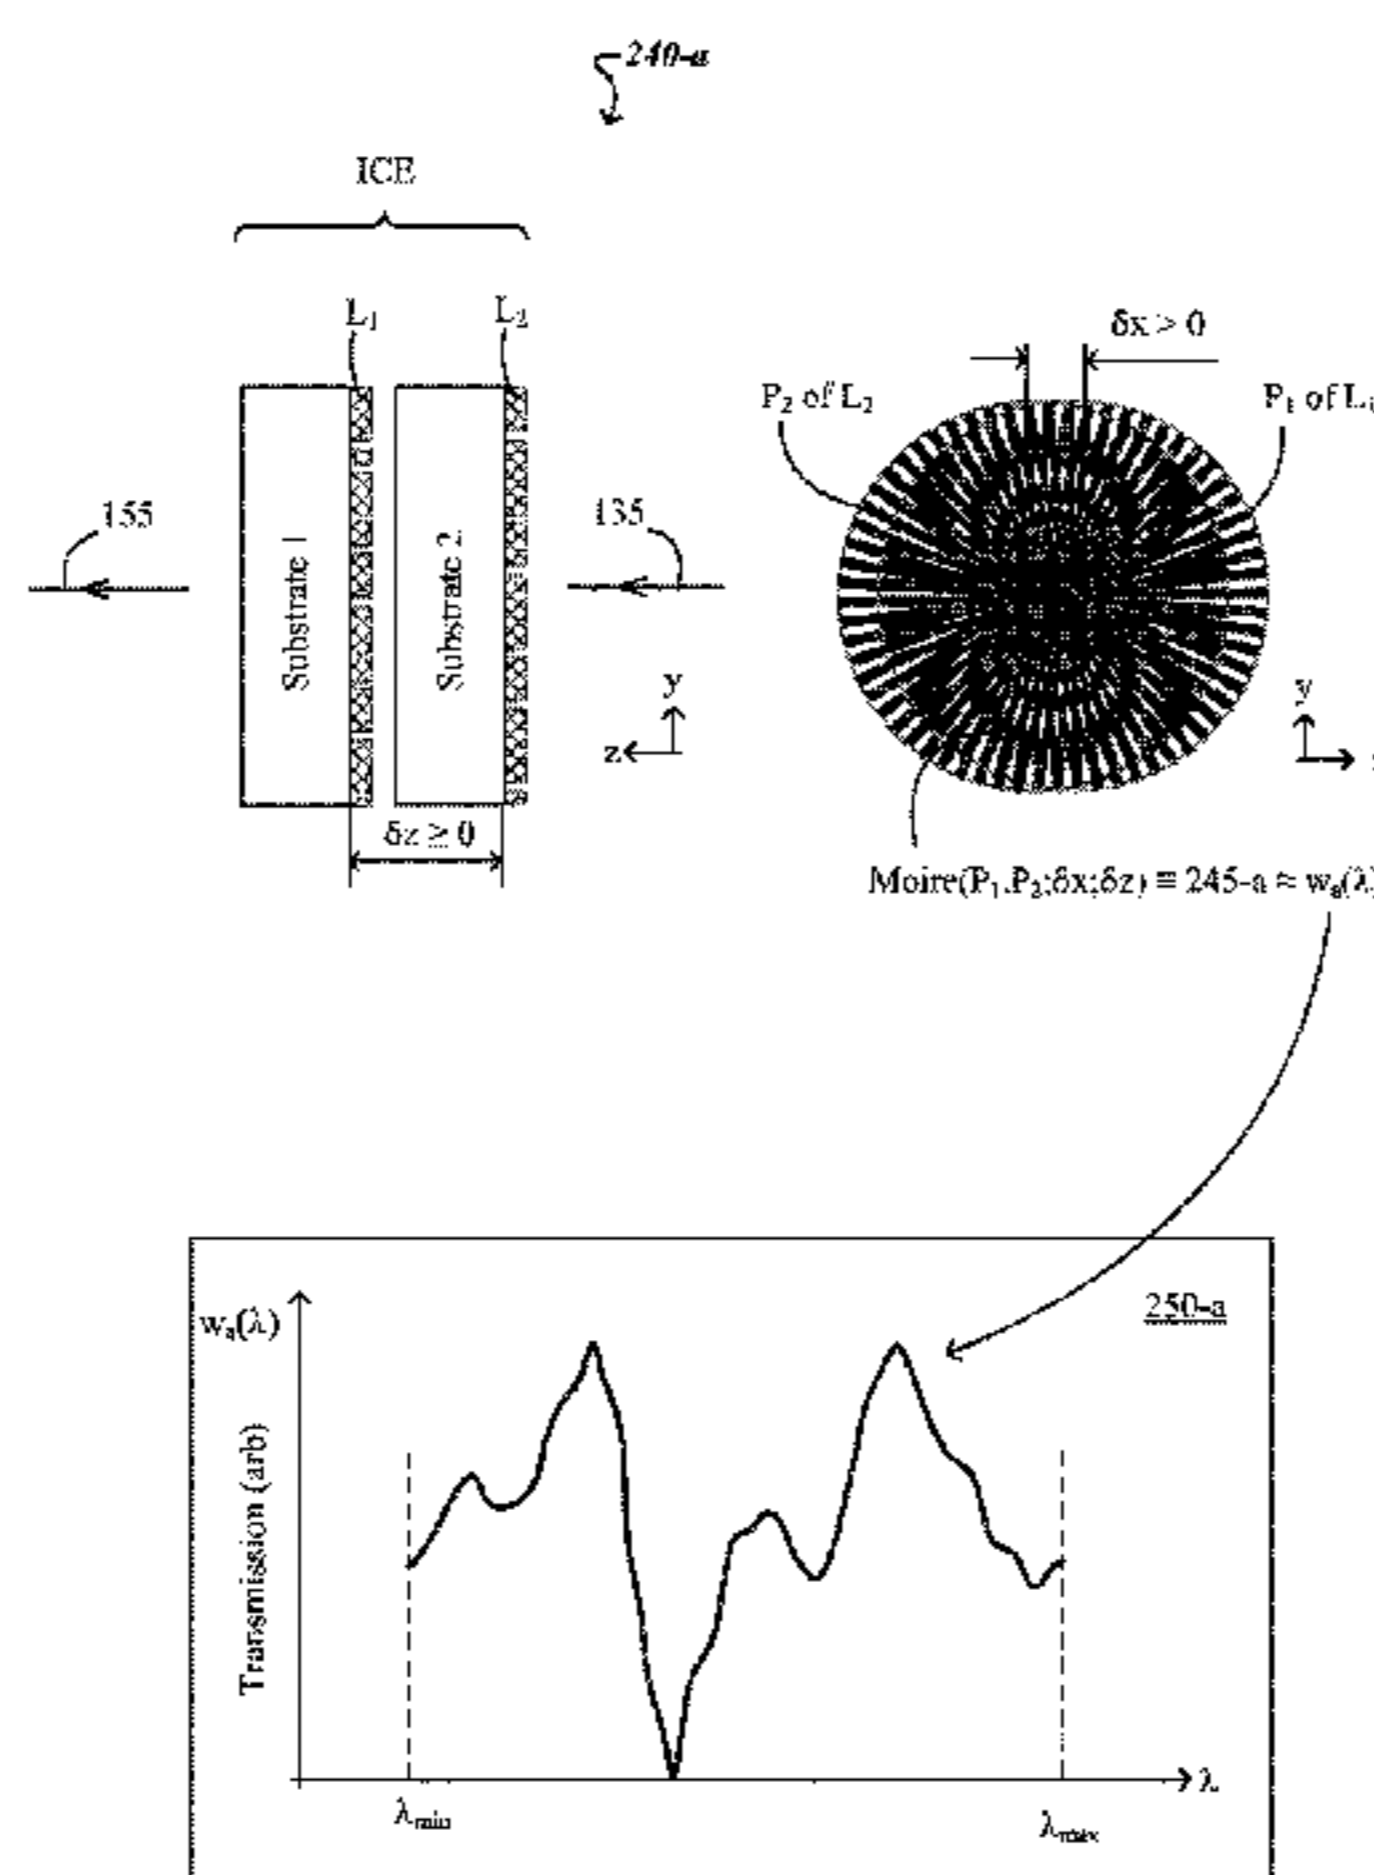 240-a
ICE
L₁
L₂
δx > 0
P₂ of L₂
P₁ of L₁
155
135
Substrate 1
Substrate 2
y
z
y
δz ≥ 0
Moire(P₁,P₂;δx;δz) ≡ 245-a ≈ wₐ(λ)
250-a
wₐ(λ)
Transmission (arb)
λ
λmin
λmax